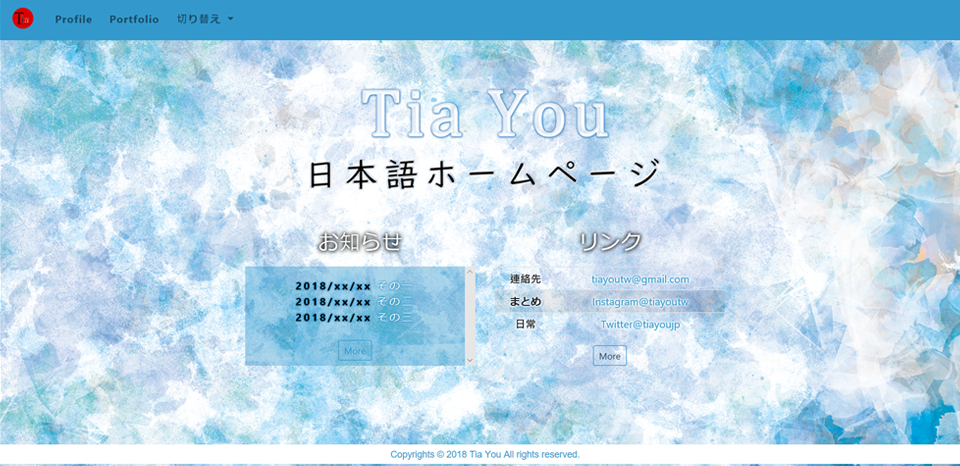 Tia
Profile
Portfolio
切り替え
Tia You
日本語ホームページ
お知らせ
リンク
2018/xx/xx その一
2018/xx/xx その二
2018/xx/xx その三
More
連絡先 tiayoutw@gmail.com
まとめ Instagram@tiayoutw
日常 Twitter@tiayoujp
More
Copyrights © 2018 Tia You All rights reserved.